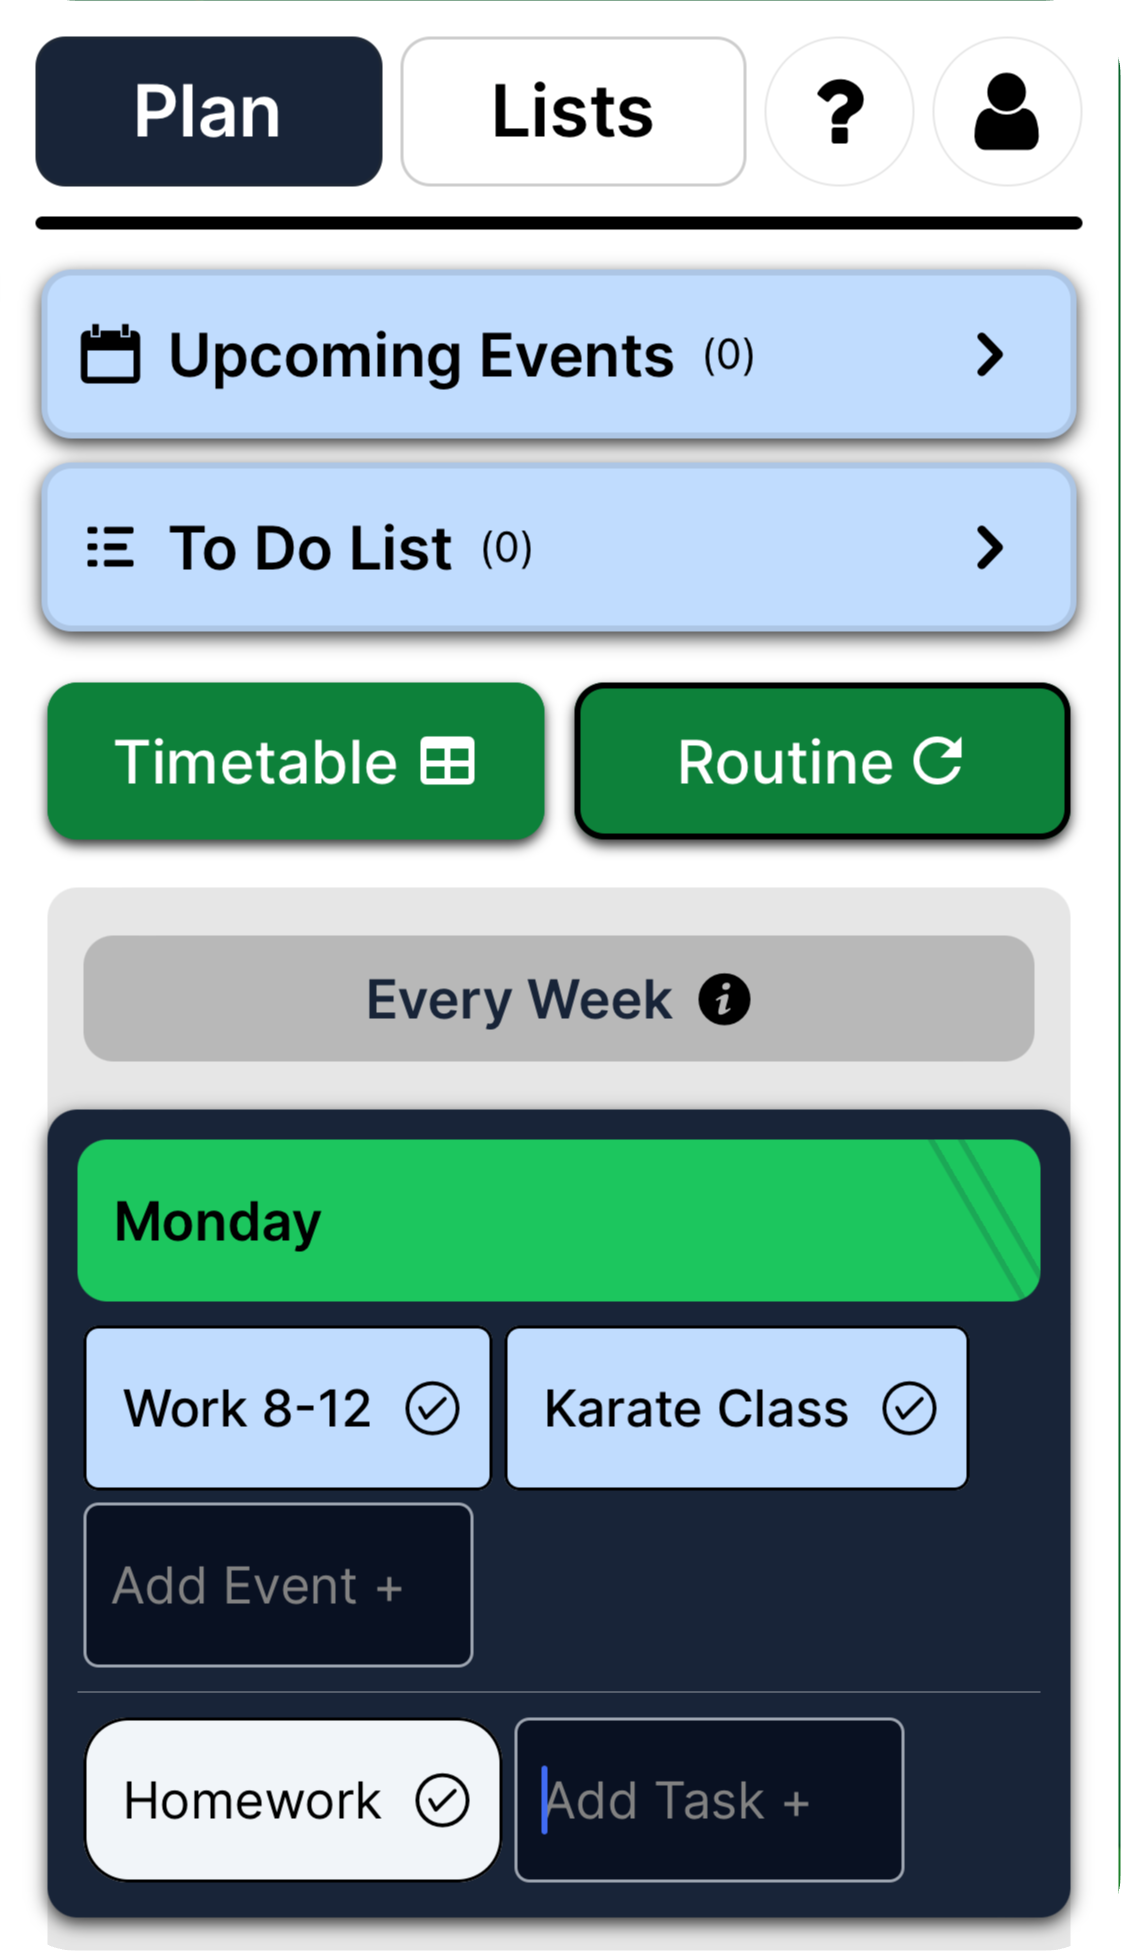 Plan Lists ?
Upcoming Events (0)
To Do List (0)
Timetable Routine
Every Week i
Monday
Work 8-12 Karate Class
Add Event +
Homework Add Task +